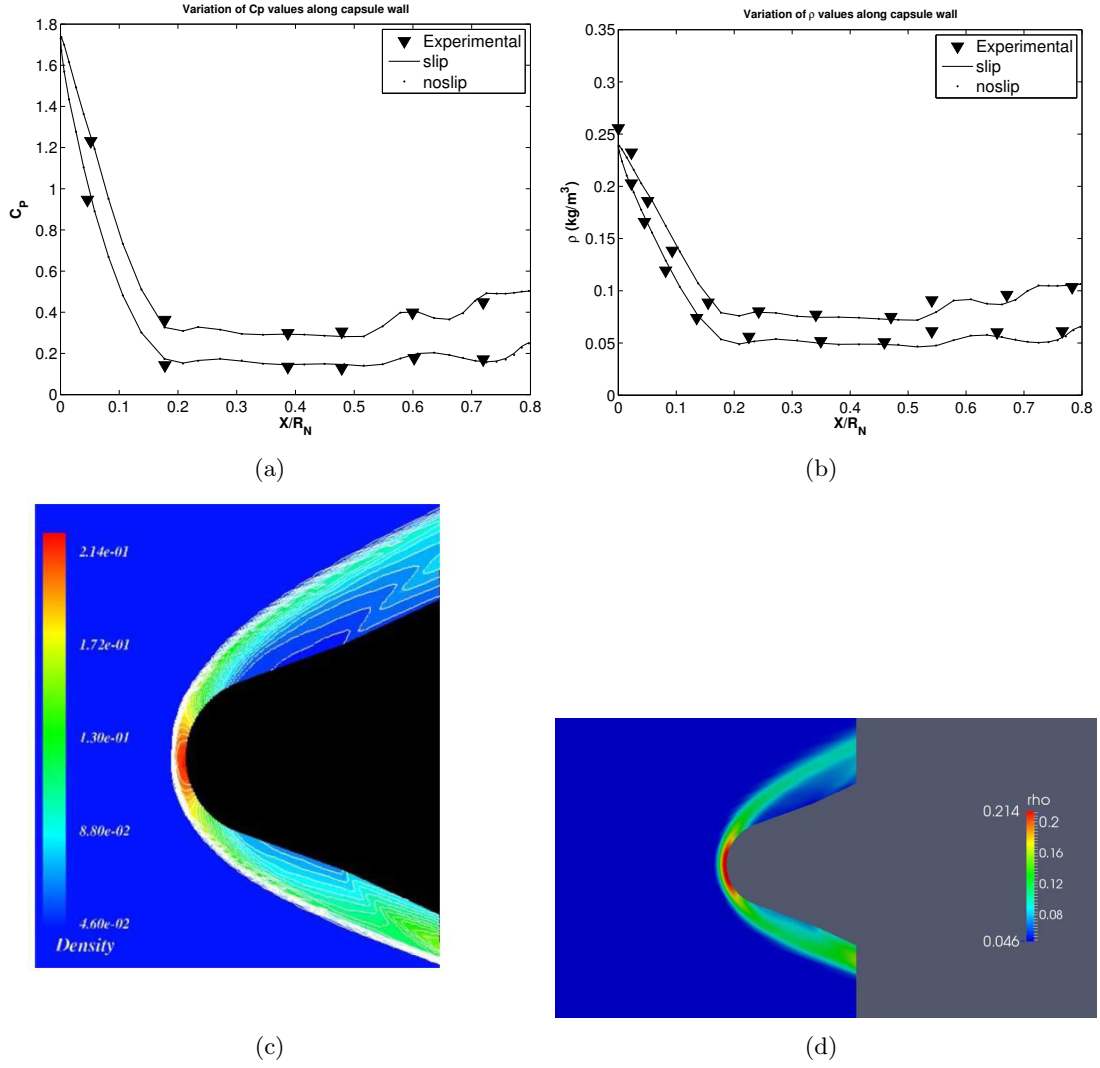 Variation of Cp values along capsule wall
1.8
1.6
1.4
1.2
1
0.8
0.6
0.4
0.2
0
C_P
0 0.1 0.2 0.3 0.4 0.5 0.6 0.7 0.8
X/R_N
Experimental
slip
noslip
(a)
Variation of ρ values along capsule wall
0.35
0.3
0.25
0.2
0.15
0.1
0.05
0
ρ (kg/m³)
0 0.1 0.2 0.3 0.4 0.5 0.6 0.7 0.8
X/R_N
Experimental
slip
noslip
(b)
2.14e-01
1.72e-01
1.30e-01
8.80e-02
4.60e-02
Density
(c)
rho
0.214
0.2
0.16
0.12
0.08
0.046
(d)